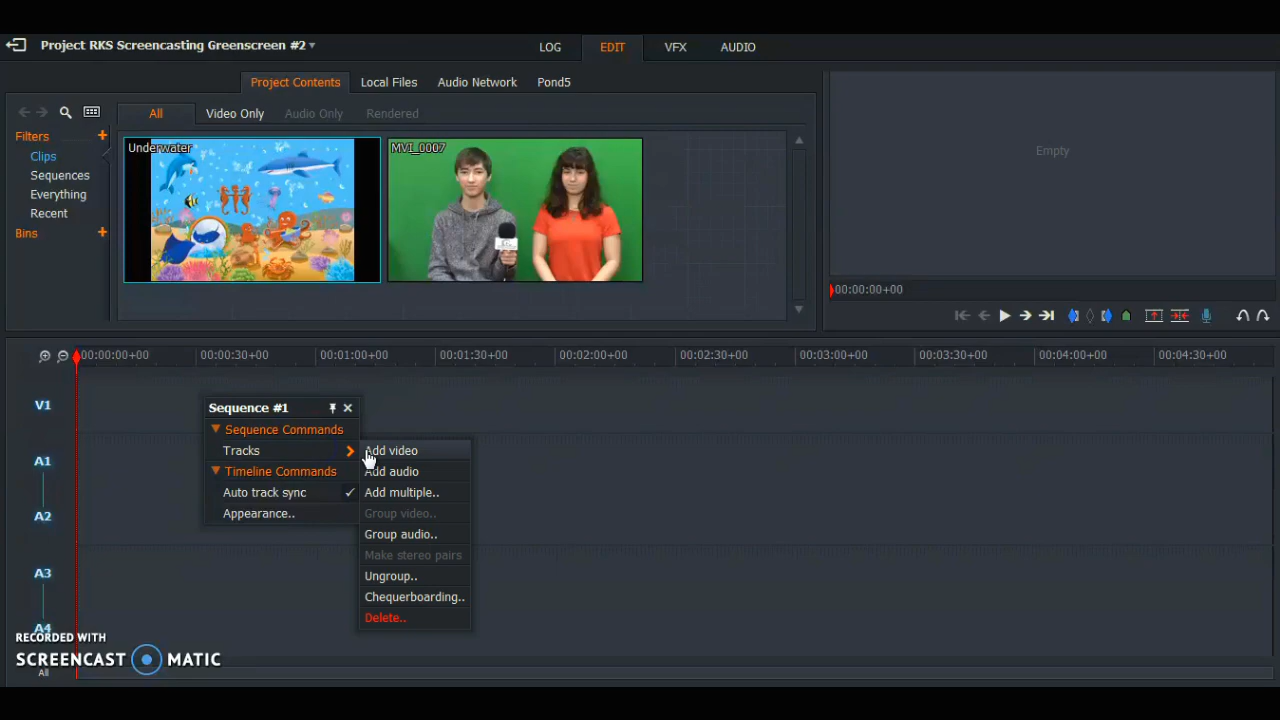 Project RKS Screencasting Greenscreen #2
LOG
EDIT
VFX
AUDIO
Project Contents
Local Files
Audio Network
Pond5
All
Video Only
Audio Only
Rendered
Filters +
Clips
Sequences
Everything
Recent
Bins +
Underwater
MVI_0007
Empty
00:00:00+00
00:00:00+00
00:00:30+00
00:01:00+00
00:01:30+00
00:02:00+00
00:02:30+00
00:03:00+00
00:03:30+00
00:04:00+00
00:04:30+00
V1
A1
A2
A3
A4
All
Sequence #1
Sequence Commands
Tracks
Timeline Commands
Auto track sync ✓
Appearance..
Add video
Add audio
Add multiple..
Group video..
Group audio..
Make stereo pairs
Ungroup..
Chequerboarding..
Delete..
RECORDED WITH
SCREENCAST MATIC